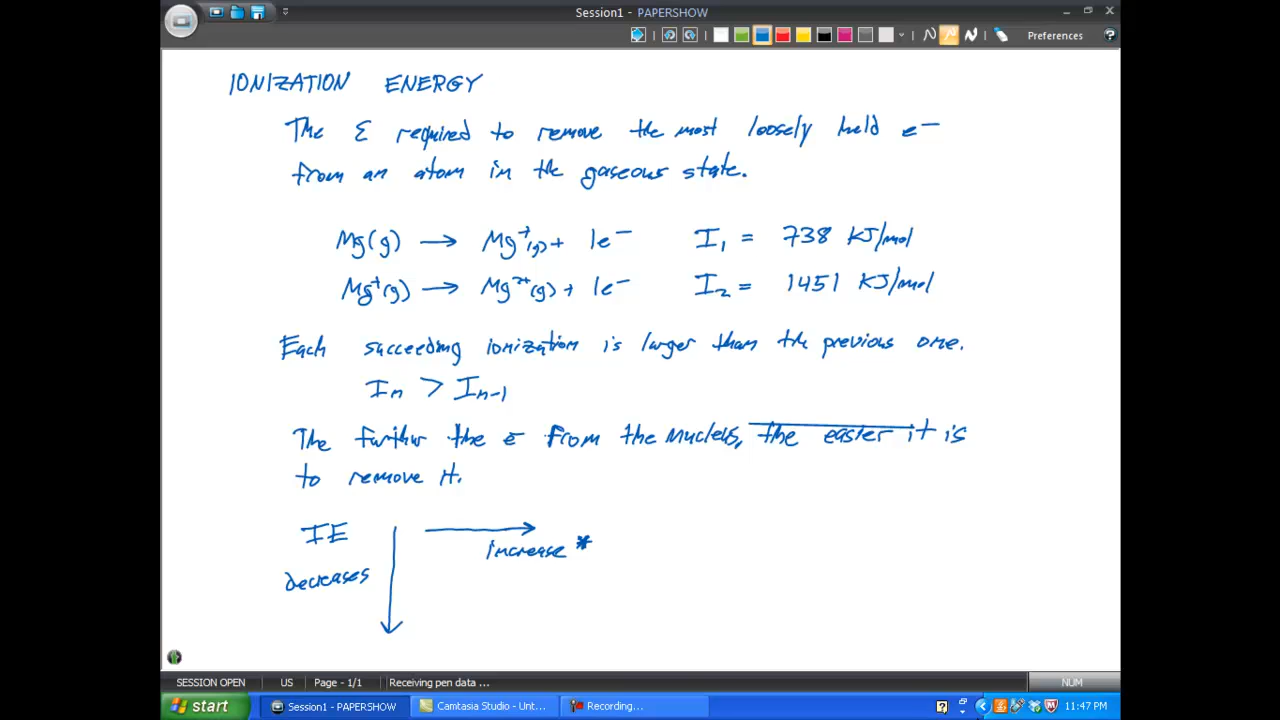 Session1 - PAPERSHOW
Preferences
IONIZATION ENERGY
The E required to remove the most loosely held e⁻
from an atom in the gaseous state.
Mg(g) → Mg⁺(g) + 1e⁻ I₁ = 738 KJ/mol
Mg⁺(g) → Mg²⁺(g) + 1e⁻ I₂ = 1451 KJ/mol
Each succeeding ionization is larger than the previous one.
Iₙ > Iₙ₋₁
The further the e⁻ from the nucleus, the easier it is
to remove it.
IE
increase *
decreases
SESSION OPEN US Page - 1/1 Receiving pen data ... NUM
start Session1 - PAPERSHOW Camtasia Studio - Unt... Recording... 11:47 PM